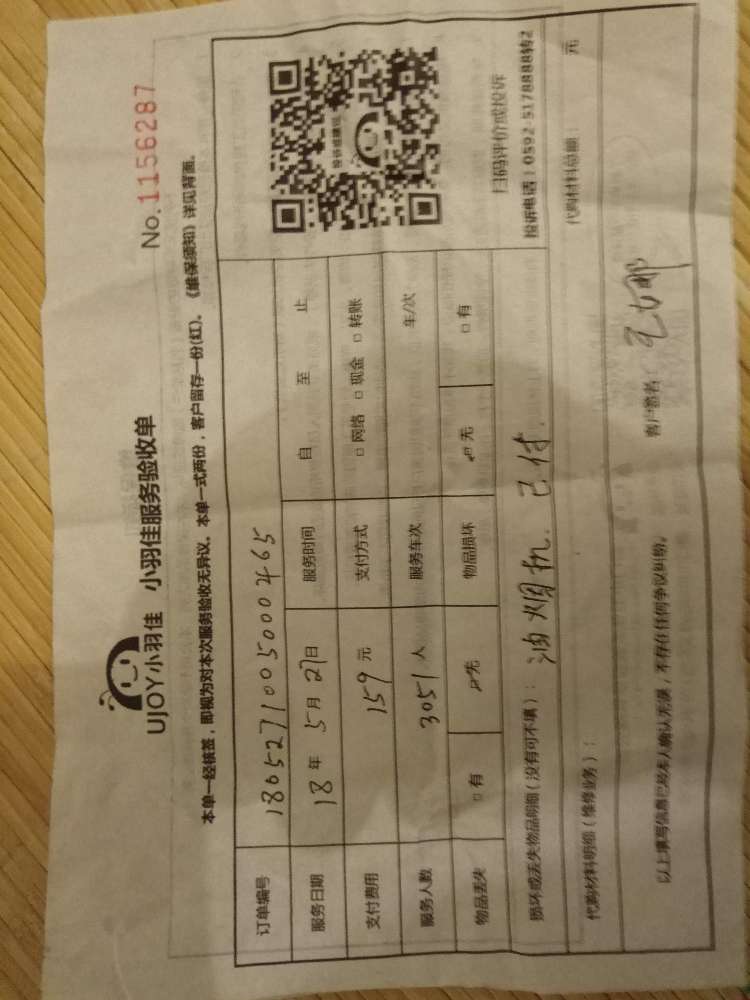 UJOY小羽佳 小羽佳服务验收单
No.1156287
本单一经核签，即视为对本次服务验收无异议。本单一式两份，客户留存一份(红)。《维保须知》详见背面。
订单编号 180527100500 0465
服务日期 18年 5月 27日 服务时间 自 至 止
支付费用 159 元 支付方式 □网络 □现金 □转账
服务人数 3051 人 服务车次 车/次
物品丢失 □有 ☑无 物品损坏 ☑无 □有
扫码评价或投诉
投诉电话：0592-5178888转2
损坏或丢失物品明细（没有可不填）： 油烟机. 已付.
代购材料明细（维修业务）： 代购材料总额 元
以上填写信息已经本人确认无误，不存在任何争议纠纷。 客户签名：